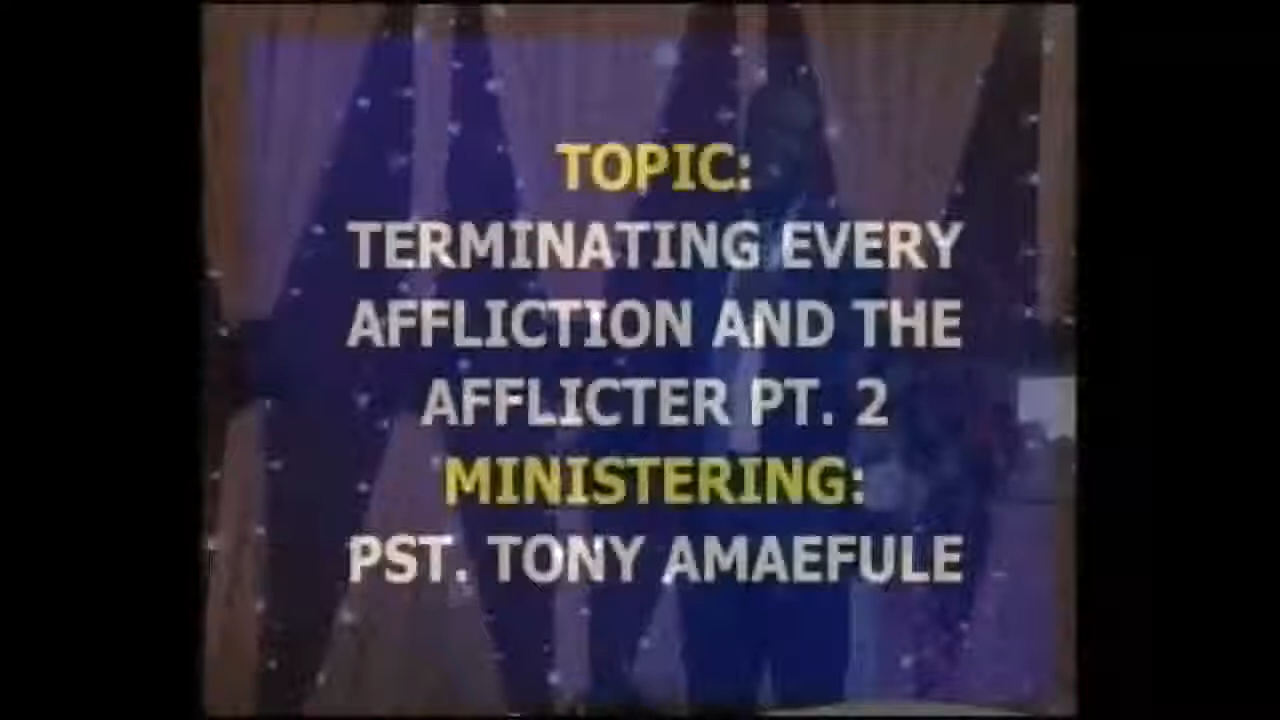 TOPIC:
TERMINATING EVERY
AFFLICTION AND THE
AFFLICTER PT. 2
MINISTERING:
PST. TONY AMAEFULE